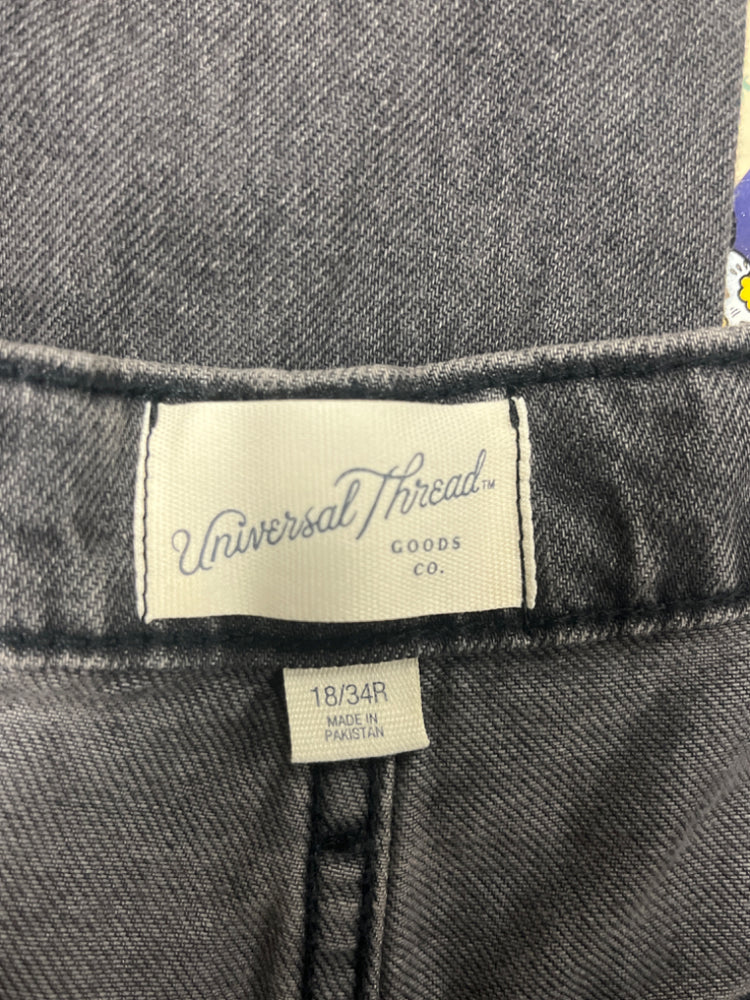 Universal Thread™
GOODS
CO.
18/34R
MADE IN
PAKISTAN